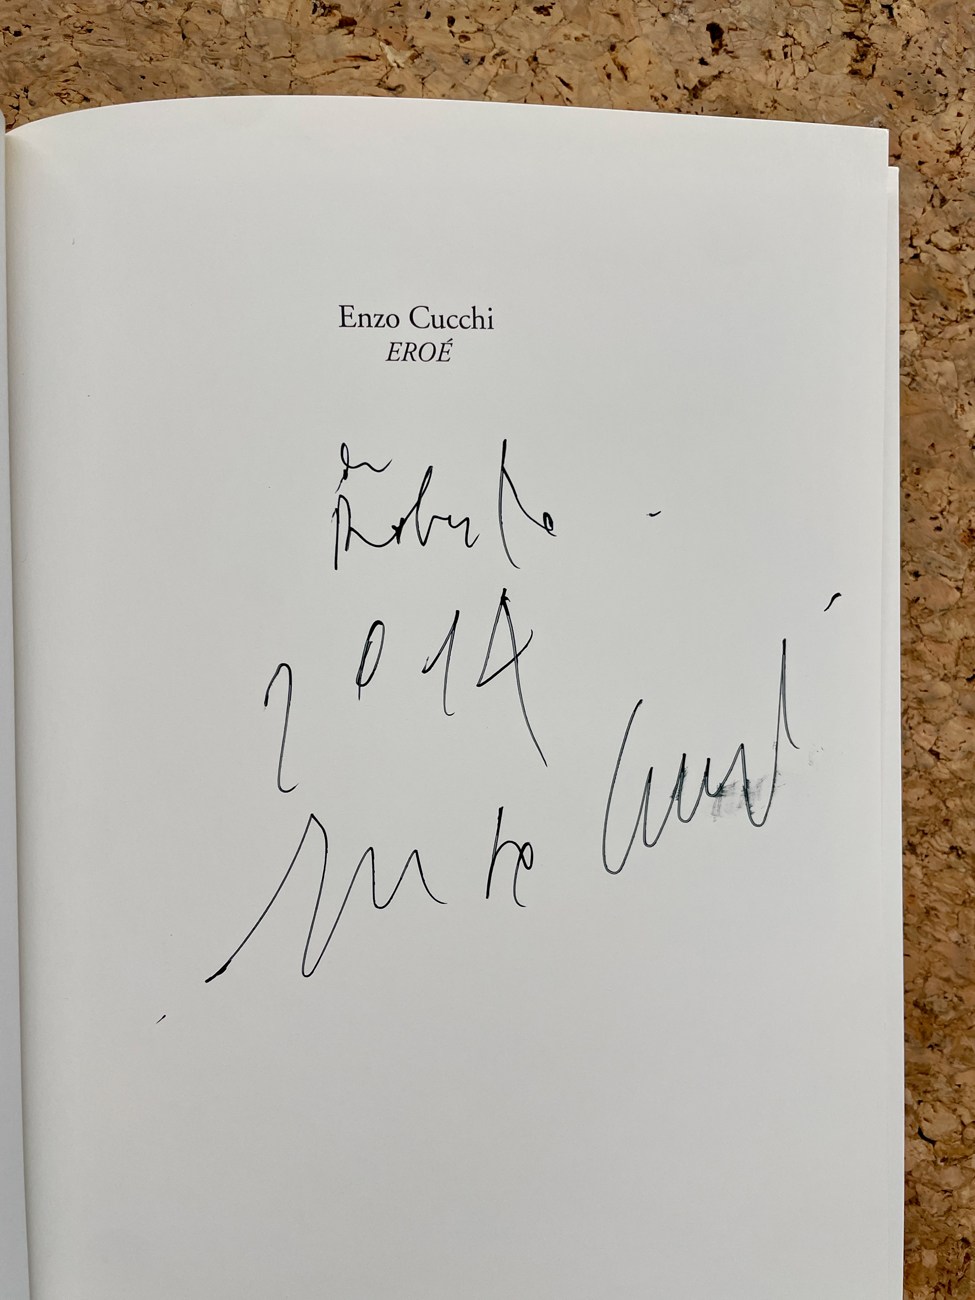 Enzo Cucchi
EROÉ
Roberto
2014
Enzo Cucchi